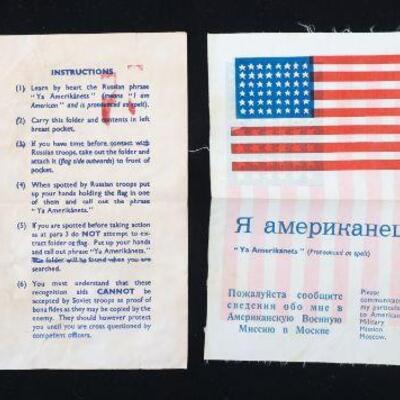 INSTRUCTIONS
(1) Learn by heart the Russian phrase
"Ya Amerikánets" (means "I am
American" and is pronounced as spelt).
(2) Carry this folder and contents in left
breast pocket.
(3) If you have time before contact with
Russian troops, take out the folder and
attach it (flag side outwards) to front of
pocket.
(4) When spotted by Russian troops put
up your hands holding the flag in one
of them and call out the phrase
"Ya Amerikánets."
(5) If you are spotted before taking action
as at para 3 do NOT attempt to ex-
tract folder or flag. Put up your hands
and call out phrase "Ya Amerikánets."
The folder will be found when you are
searched.
(6) You must understand that these
recognition aids CANNOT be
accepted by Soviet troops as proof of
bona fides as they may be copied by the
enemy. They should however protect
you until you are cross questioned by
competent officers.
Я американец
"Ya Amerikánets" (Pronounced as spelt)
Пожалуйста сообщите
сведения обо мне в
Американскую Военную
Миссию в Москве
Please
communicate
my particular
to American
Military
Mission
Moscow.